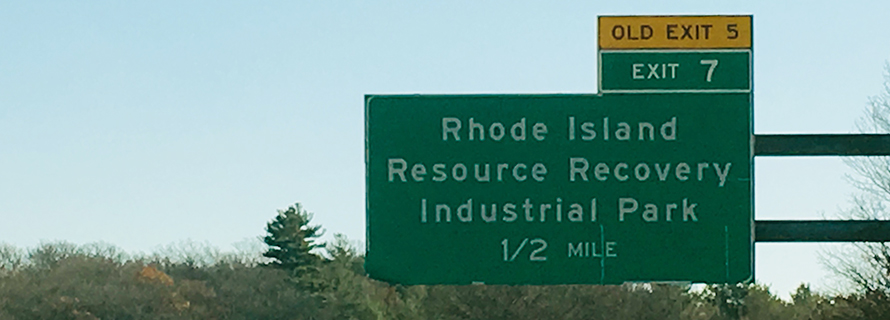 OLD EXIT 5
EXIT 7
Rhode Island
Resource Recovery
Industrial Park
1/2 MILE